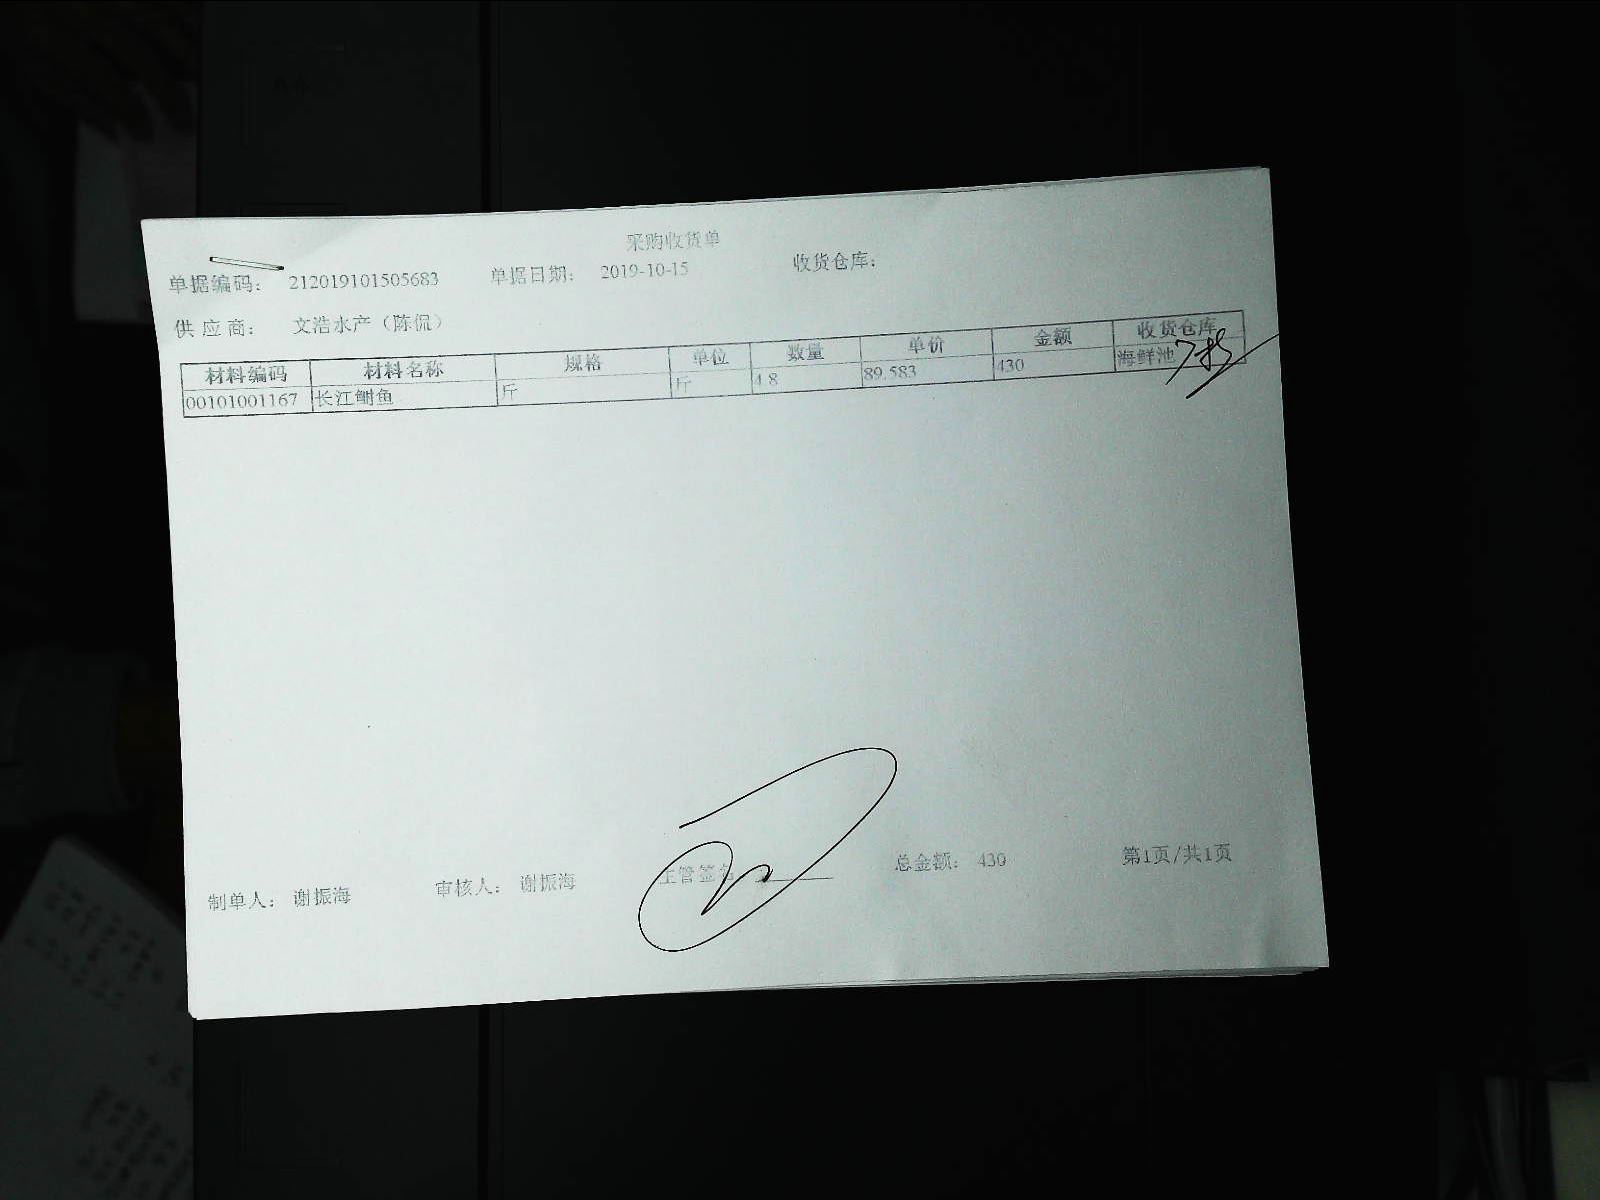 采购收货单
单据编码： 212019101505683 单据日期： 2019-10-15 收货仓库：
供应商： 文浩水产（陈侃）
材料编码 材料名称 规格 单位 数量 单价 金额 收货仓库
00101001167 长江鮰鱼 斤 斤 4.8 89.583 430 海鲜池
制单人： 谢振海 审核人： 谢振海 主管签名 总金额： 430 第1页/共1页